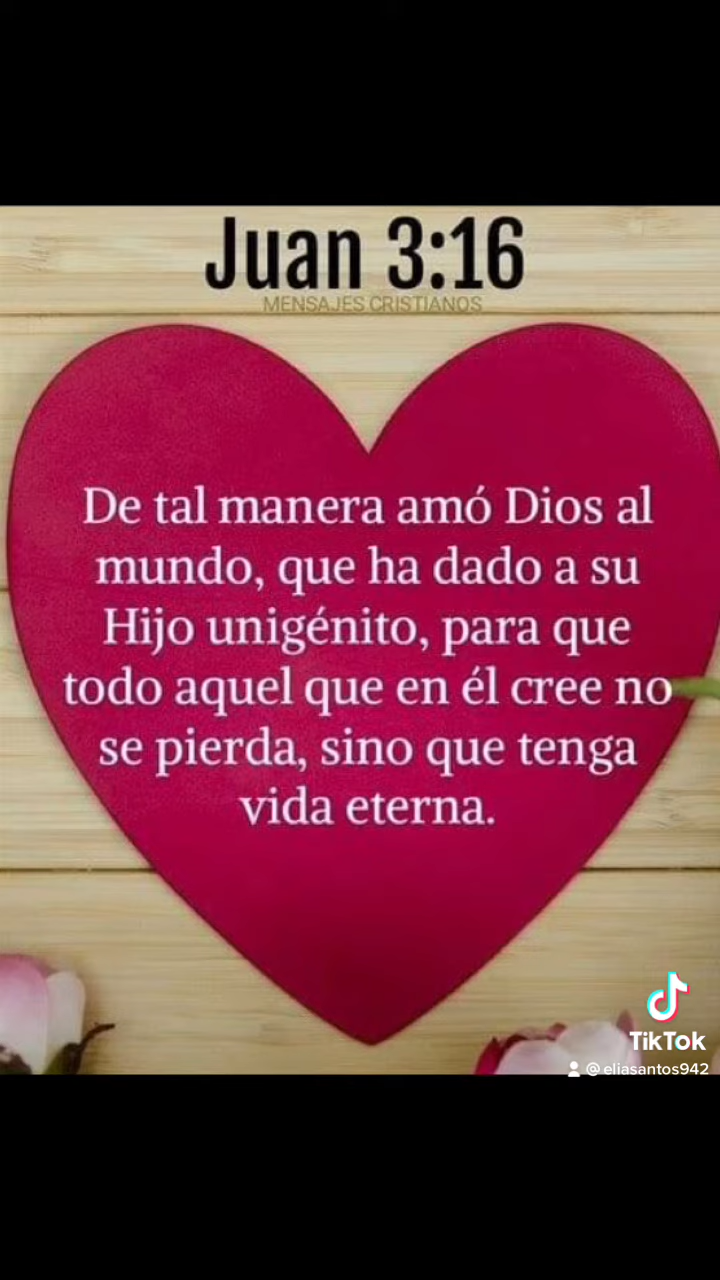 Juan 3:16
MENSAJES CRISTIANOS
De tal manera amó Dios al
mundo, que ha dado a su
Hijo unigénito, para que
todo aquel que en él cree no
se pierda, sino que tenga
vida eterna.
TikTok
@eliasantos942